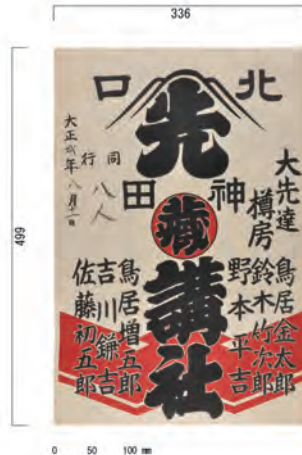 336
499
北口
先藏講社
神田
大先達 鳥居金太郎
樽房 鈴木竹次郎
野本平吉
鳥居増五郎
吉川鎌吉
佐藤初五郎
同行八人
大正弐年八月十一日
0 50 100 mm